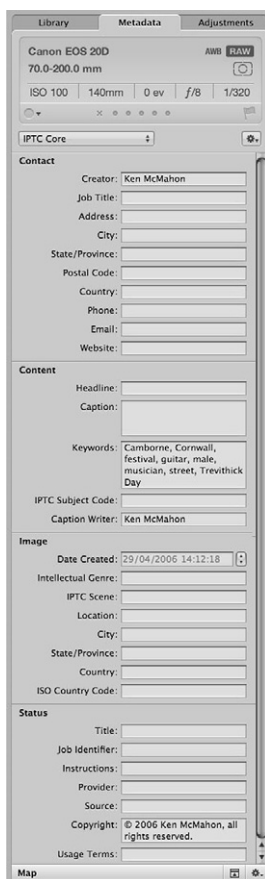 Library Metadata Adjustments
Canon EOS 20D AWB RAW
70.0-200.0 mm
ISO 100 140mm 0 ev f/8 1/320
IPTC Core
Contact
Creator: Ken McMahon
Job Title:
Address:
City:
State/Province:
Postal Code:
Country:
Phone:
Email:
Website:
Content
Headline:
Caption:
Keywords: Camborne, Cornwall,
festival, guitar, male,
musician, street, Trevithick
Day
IPTC Subject Code:
Caption Writer: Ken McMahon
Image
Date Created: 29/04/2006 14:12:18
Intellectual Genre:
IPTC Scene:
Location:
City:
State/Province:
Country:
ISO Country Code:
Status
Title:
Job Identifier:
Instructions:
Provider:
Source:
Copyright: © 2006 Ken McMahon, all
rights reserved.
Usage Terms:
Map